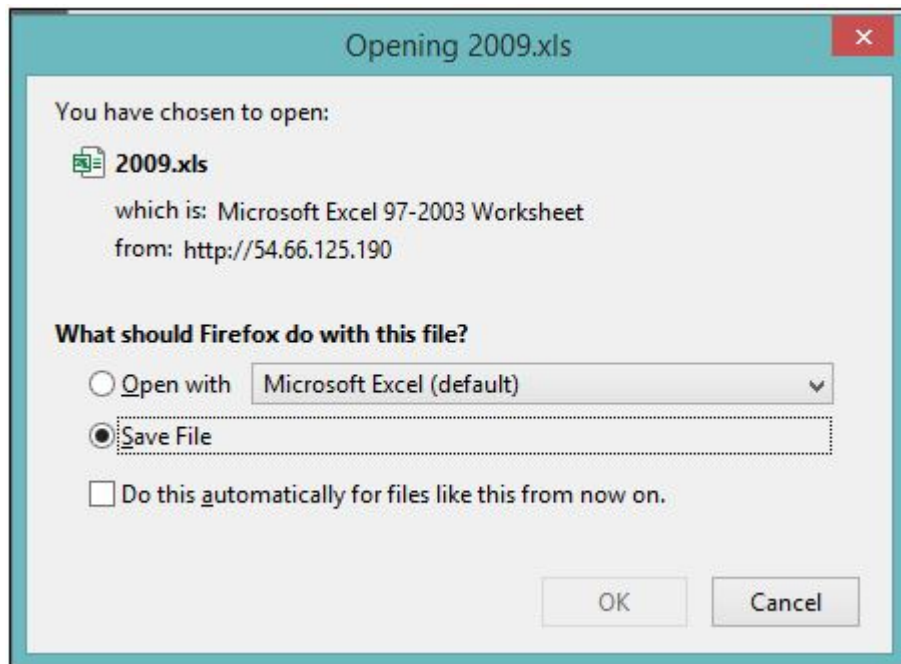 Opening 2009.xls
You have chosen to open:
2009.xls
which is: Microsoft Excel 97-2003 Worksheet
from: http://54.66.125.190
What should Firefox do with this file?
Open with Microsoft Excel (default)
Save File
Do this automatically for files like this from now on.
OK Cancel